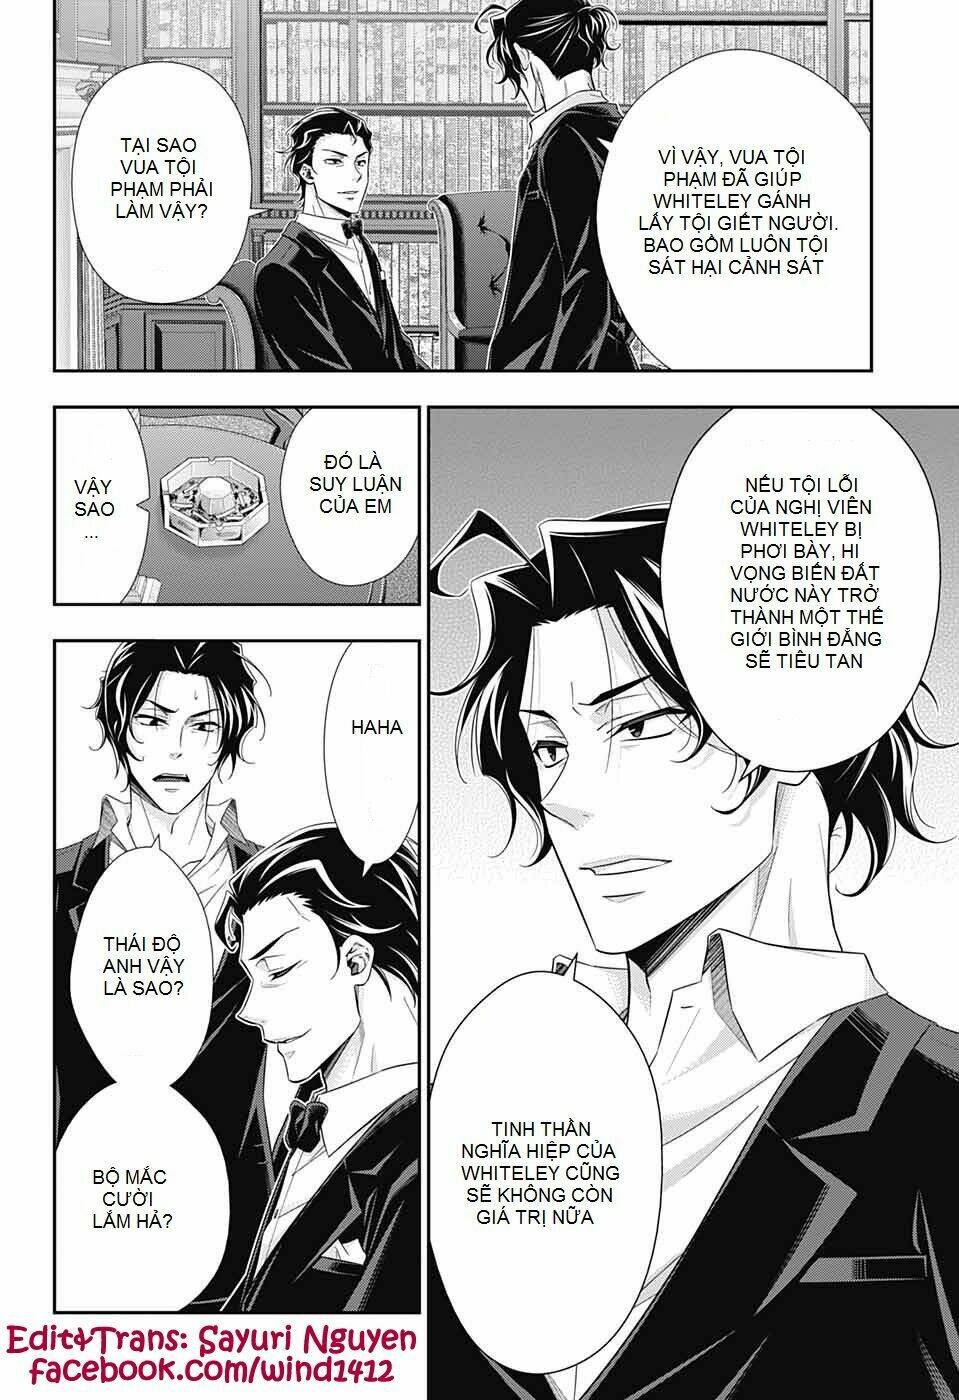 VÌ VẬY, VUA TỘI
PHẠM ĐÃ GIÚP
WHITELEY GÁNH
LẤY TỘI GIẾT NGƯỜI.
BAO GỒM LUÔN TỘI
SÁT HẠI CẢNH SÁT
TẠI SAO
VUA TỘI
PHẠM PHẢI
LÀM VẬY?
NẾU TỘI LỖI
CỦA NGHỊ VIÊN
WHITELEY BỊ
PHƠI BÀY, HI
VỌNG BIẾN ĐẤT
NƯỚC NÀY TRỞ
THÀNH MỘT THẾ
GIỚI BÌNH ĐẲNG
SẼ TIÊU TAN
TINH THẦN
NGHĨA HIỆP CỦA
WHITELEY CŨNG
SẼ KHÔNG CÒN
GIÁ TRỊ NỮA
ĐÓ LÀ
SUY LUẬN
CỦA EM
VẬY
SAO
...
HAHA
THÁI ĐỘ
ANH VẬY
LÀ SAO?
BỘ MẮC
CƯỜI
LẮM HẢ?
Edit&Trans: Sayuri Nguyen
facebook.com/wind1412